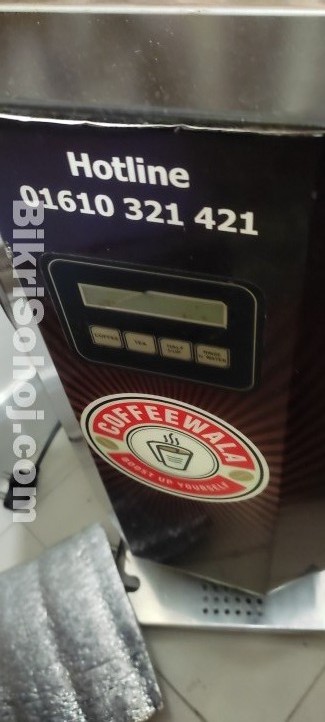 Hotline
01610 321 421
COFFEE
TEA
HALF CUP
COFFEEWALA
BOOST UP YOURSELF
BikriSohoj.com